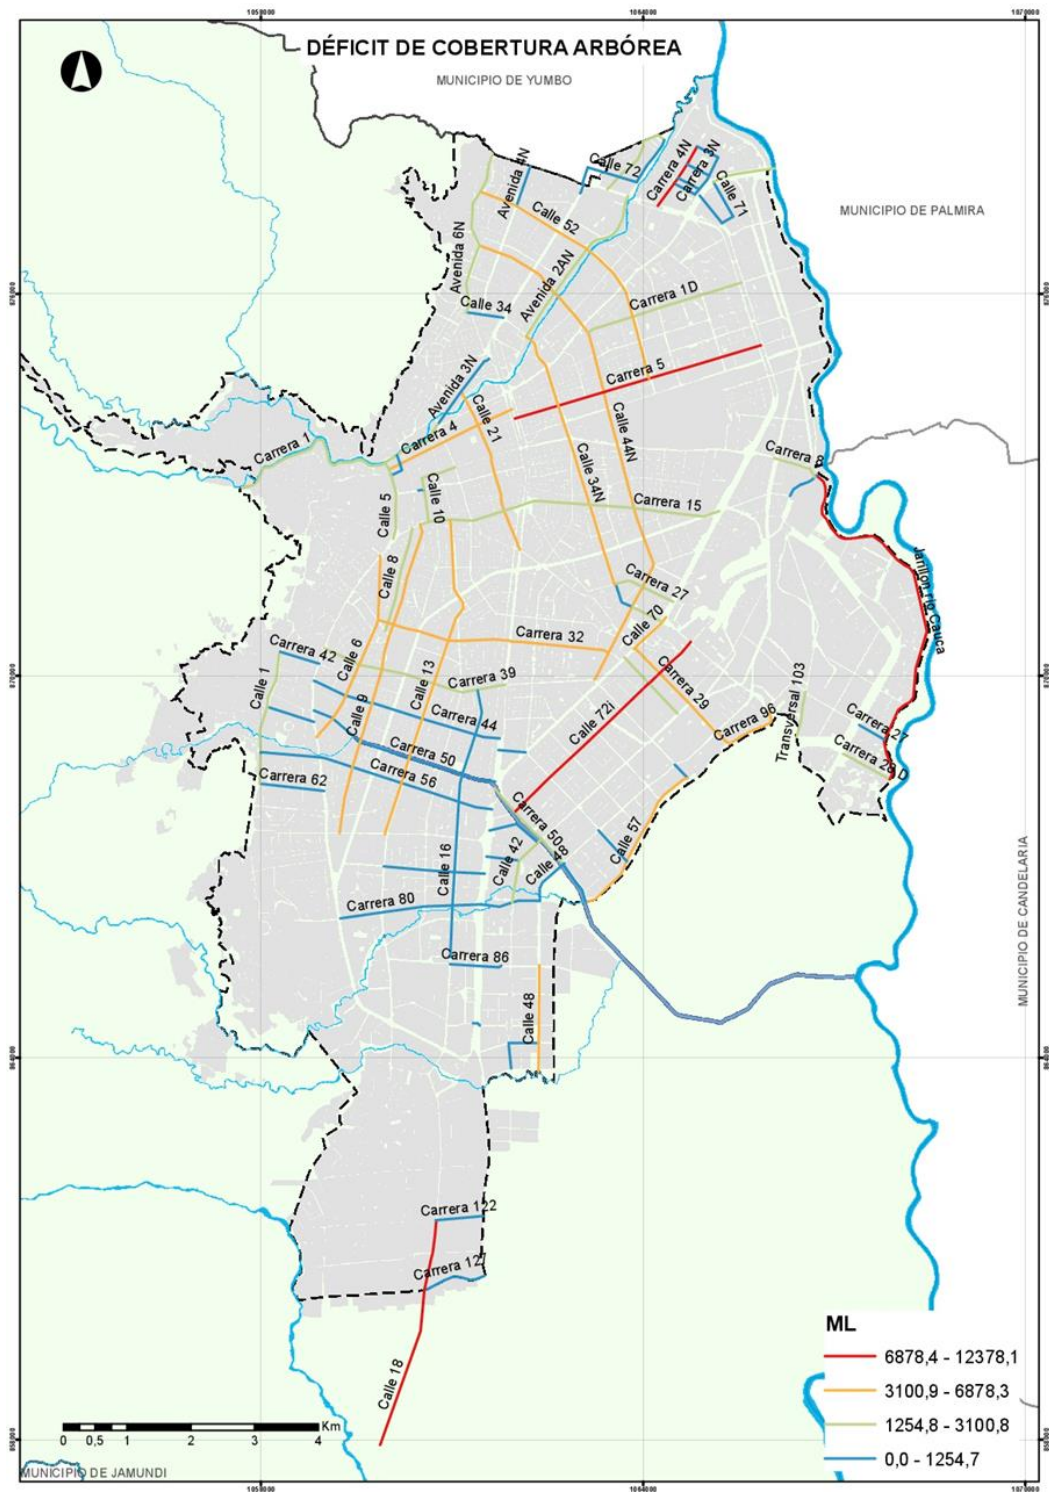 DÉFICIT DE COBERTURA ARBÓREA
MUNICIPIO DE YUMBO
MUNICIPIO DE PALMIRA
MUNICIPIO DE CANDELARIA
MUNICIPIO DE JAMUNDI
Calle 72
Carrera 4N
Carrera 3N
Calle 71
Avenida 4N
Calle 52
Avenida 6N
Avenida 2AN
Carrera 1D
Calle 34
Avenida 3N
Carrera 5
Calle 21
Carrera 4
Calle 44N
Carrera 1
Carrera 8
Calle 34N
Calle 5
Calle 10
Carrera 15
Jarillon rio Cauca
Calle 8
Carrera 27
Calle 70
Carrera 32
Carrera 42
Calle 6
Carrera 39
Calle 13
Calle 1
Calle 9
Carrera 44
Calle 72i
Carrera 29
Carrera 96
Transversal 103
Carrera 27
Carrera 28 D
Carrera 50
Carrera 56
Carrera 62
Carrera 50
Calle 57
Calle 16
Calle 42
Calle 48
Carrera 80
Carrera 86
Calle 48
Carrera 122
Carrera 127
Calle 18
ML
6878,4 - 12378,1
3100,9 - 6878,3
1254,8 - 3100,8
0,0 - 1254,7
Km
0 0,5 1 2 3 4